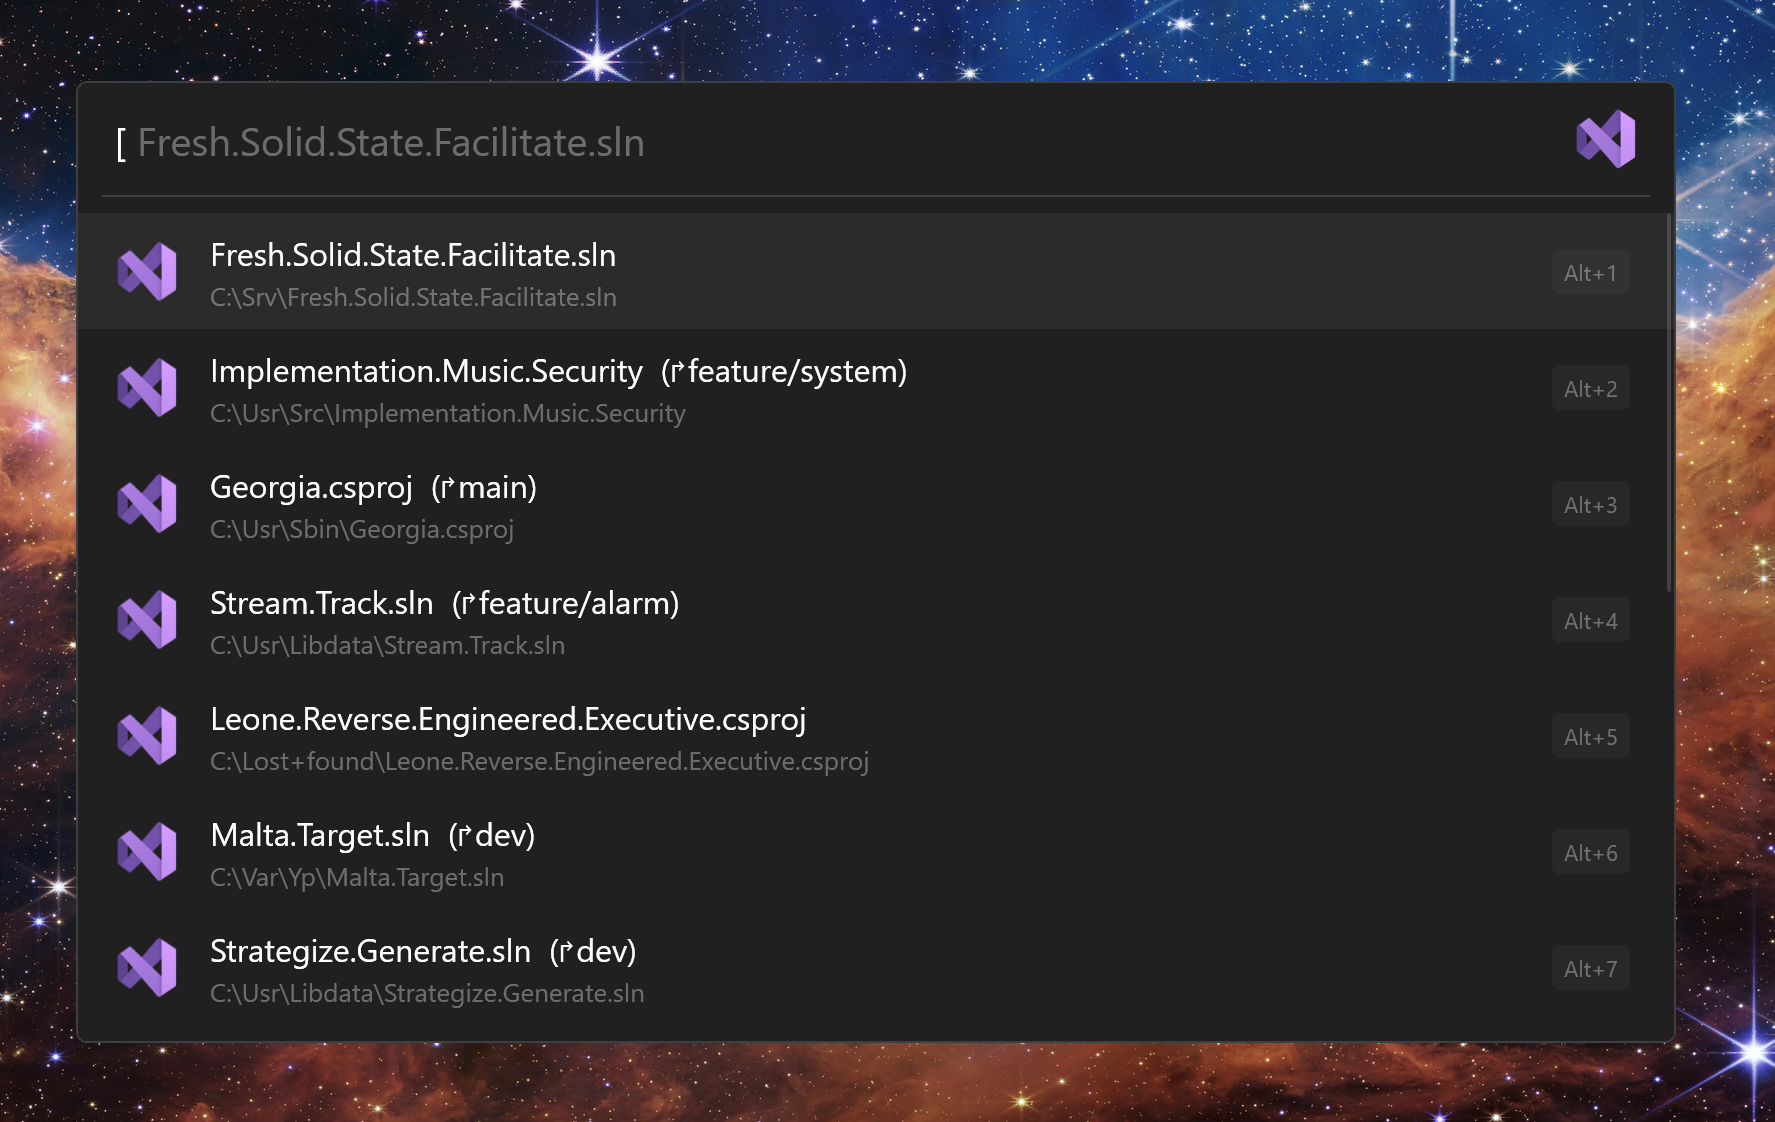 [ Fresh.Solid.State.Facilitate.sln
Fresh.Solid.State.Facilitate.sln
C:\Srv\Fresh.Solid.State.Facilitate.sln
Alt+1
Implementation.Music.Security (↱feature/system)
C:\Usr\Src\Implementation.Music.Security
Alt+2
Georgia.csproj (↱main)
C:\Usr\Sbin\Georgia.csproj
Alt+3
Stream.Track.sln (↱feature/alarm)
C:\Usr\Libdata\Stream.Track.sln
Alt+4
Leone.Reverse.Engineered.Executive.csproj
C:\Lost+found\Leone.Reverse.Engineered.Executive.csproj
Alt+5
Malta.Target.sln (↱dev)
C:\Var\Yp\Malta.Target.sln
Alt+6
Strategize.Generate.sln (↱dev)
C:\Usr\Libdata\Strategize.Generate.sln
Alt+7